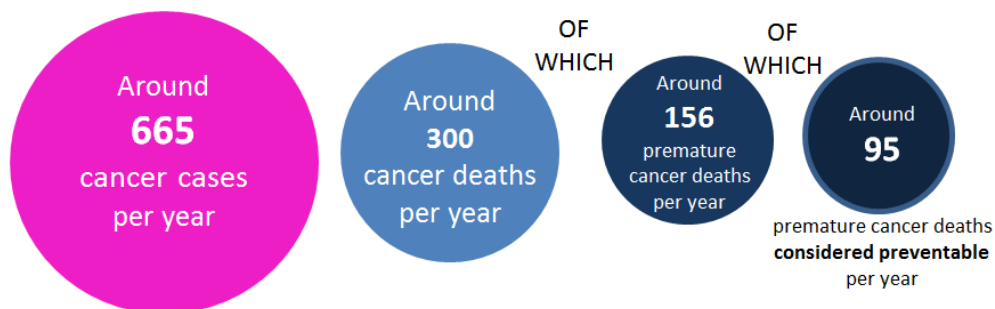 Around
665
cancer cases
per year
Around
300
cancer deaths
per year
OF
WHICH
Around
156
premature
cancer deaths
per year
OF
WHICH
Around
95
premature cancer deaths
considered preventable
per year